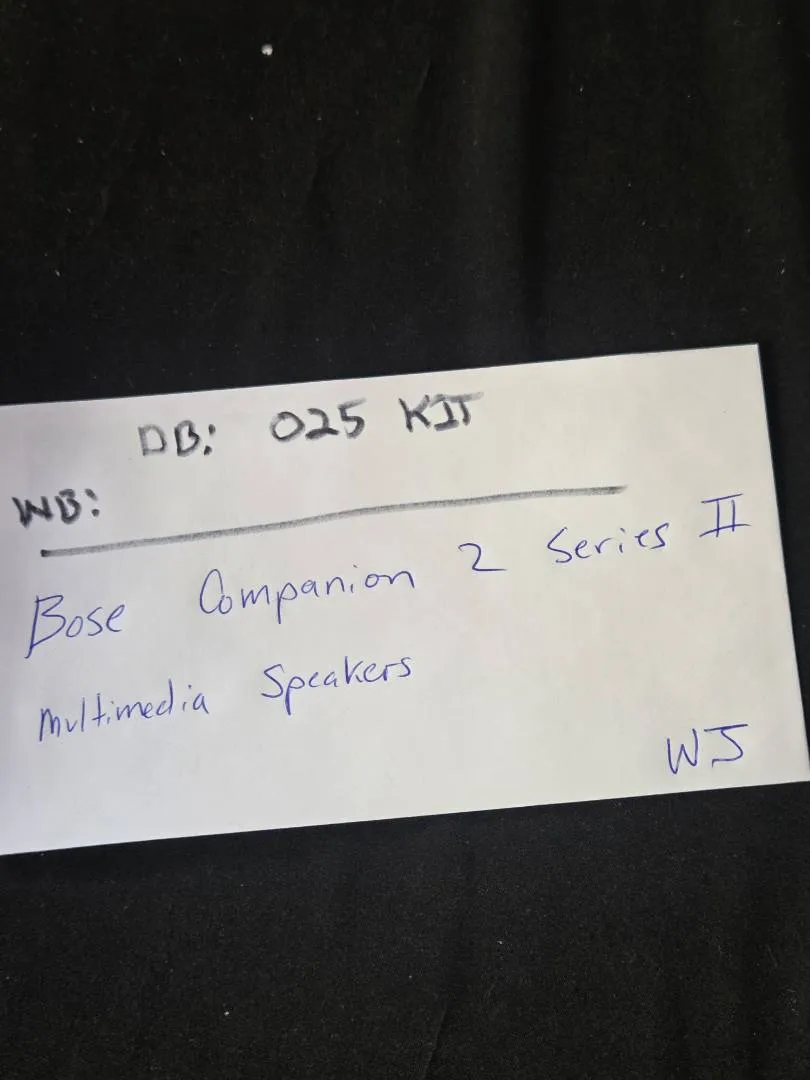 DB: 025 KIT
WB:
Bose Companion 2 Series II
Multimedia Speakers
WJ